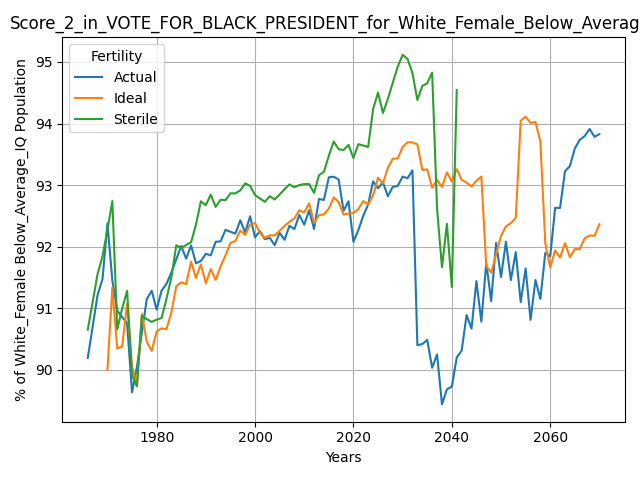 Score_2_in_VOTE_FOR_BLACK_PRESIDENT_for_White_Female_Below_Averag
Fertility
Actual
Ideal
Sterile
% of White_Female Below_Average_IQ Population
95
94
93
92
91
90
1980 2000 2020 2040 2060
Years